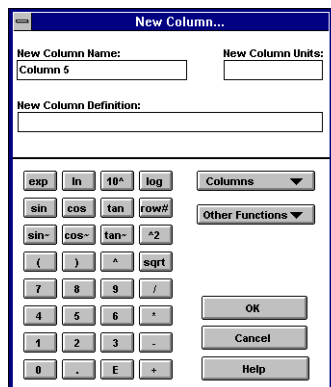 New Column...
New Column Name: New Column Units:
Column 5
New Column Definition:
exp ln 10^ log Columns
sin cos tan row# Other Functions
sin~ cos~ tan~ ^2
( ) ^ sqrt
7 8 9 /
4 5 6 * OK
1 2 3 - Cancel
0 . E + Help